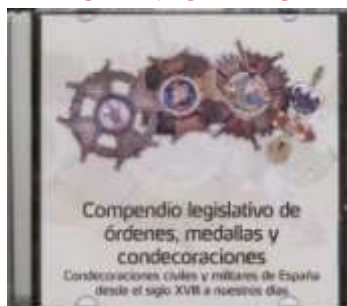 Compendio legislativo de
órdenes, medallas y
condecoraciones
Condecoraciones civiles y militares de España
desde el siglo XVIII a nuestros días